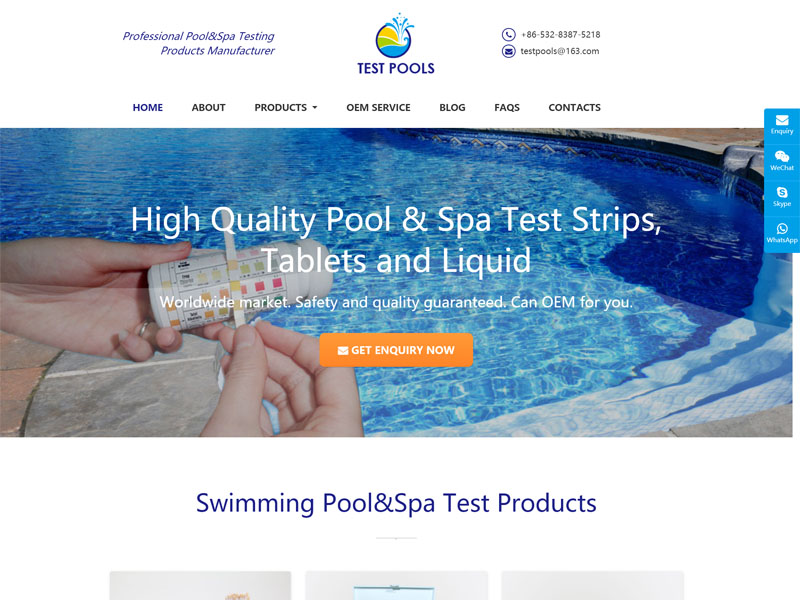 Professional Pool&Spa Testing
Products Manufacturer
TEST POOLS
+86-532-8387-5218
testpools@163.com
HOME
ABOUT
PRODUCTS
OEM SERVICE
BLOG
FAQS
CONTACTS
Enquiry
WeChat
Skype
WhatsApp
High Quality Pool & Spa Test Strips,
Tablets and Liquid
Worldwide market. Safety and quality guaranteed. Can OEM for you.
GET ENQUIRY NOW
Swimming Pool&Spa Test Products